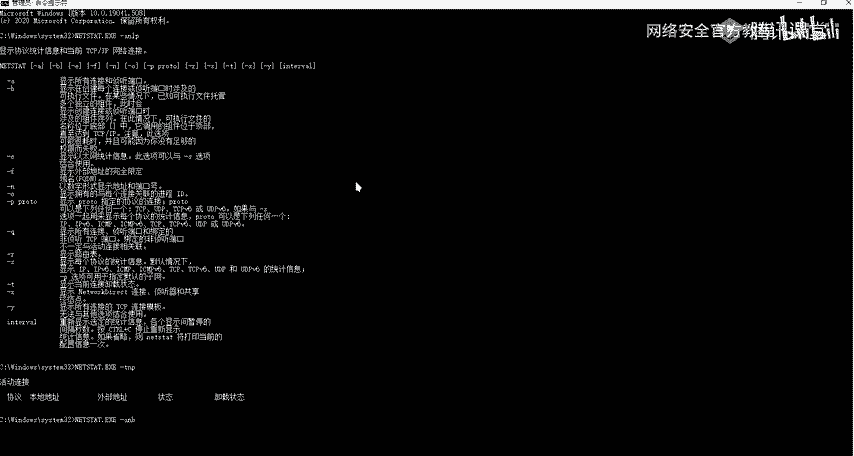 管理员: 命令提示符
Microsoft Windows [版本 10.0.19041.508]
(c) 2020 Microsoft Corporation. 保留所有权利。
C:\Windows\system32>NETSTAT.EXE -anlp
显示协议统计信息和当前 TCP/IP 网络连接。
NETSTAT [-a] [-b] [-e] [-f] [-n] [-o] [-p proto] [-r] [-s] [-t] [-x] [-y] [interval]
-a 显示所有连接和侦听端口。
-b 显示在创建每个连接或侦听端口时涉及的
可执行文件。在某些情况下，已知可执行文件托管
多个独立的组件，此时会
显示创建连接或侦听端口时
涉及的组件序列。在此情况下，可执行文件的
名称位于底部 [] 中，它调用的组件位于顶部，
直至达到 TCP/IP。注意，此选项
可能很耗时，并且可能因为你没有足够的
权限而失败。
-e 显示以太网统计信息。此选项可以与 -s 选项
结合使用。
-f 显示外部地址的完全限定
域名(FQDN)。
-n 以数字形式显示地址和端口号。
-o 显示拥有的与每个连接关联的进程 ID。
-p proto 显示 proto 指定的协议的连接；proto
可以是下列任何一个: TCP、UDP、TCPv6 或 UDPv6。如果与 -s
选项一起用来显示每个协议的统计信息，proto 可以是下列任何一个:
IP、IPv6、ICMP、ICMPv6、TCP、TCPv6、UDP 或 UDPv6。
-q 显示所有连接、侦听端口和绑定的
非侦听 TCP 端口。绑定的非侦听端口
不一定与活动连接相关联。
-r 显示路由表。
-s 显示每个协议的统计信息。默认情况下，
显示 IP、IPv6、ICMP、ICMPv6、TCP、TCPv6、UDP 和 UDPv6 的统计信息;
-p 选项可用于指定默认的子网。
-t 显示当前连接卸载状态。
-x 显示 NetworkDirect 连接、侦听器和共享
终结点。
-y 显示所有连接的 TCP 连接模板。
无法与其他选项结合使用。
interval 重新显示选定的统计信息，各个显示间暂停的
间隔秒数。按 CTRL+C 停止重新显示
统计信息。如果省略，则 netstat 将打印当前的
配置信息一次。
C:\Windows\system32>NETSTAT.EXE -tnp
活动连接
协议 本地地址 外部地址 状态 卸载状态
C:\Windows\system32>NETSTAT.EXE -anb
网络安全官方教
腾讯课堂